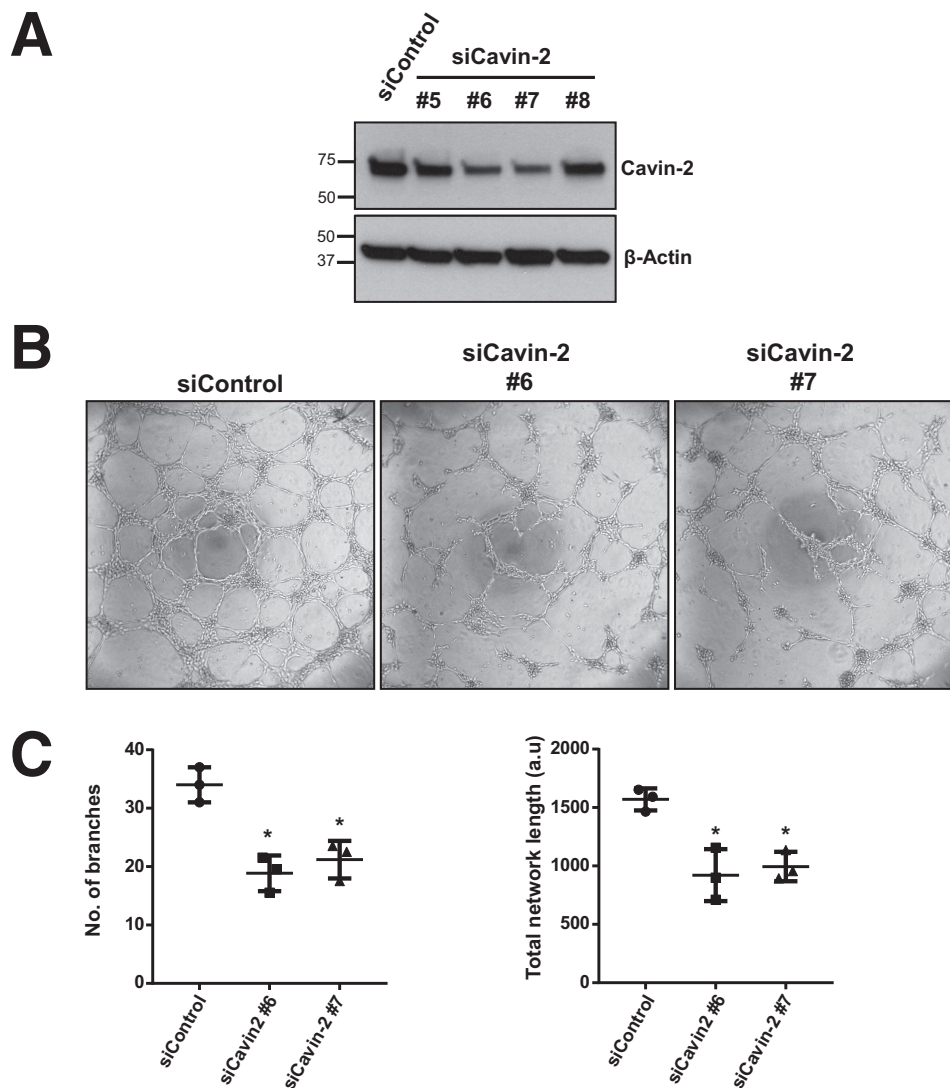 A
siControl
siCavin-2
#5 #6 #7 #8
75
Cavin-2
50
50
37
β-Actin
B
siControl
siCavin-2
#6
siCavin-2
#7
C
No. of branches
40
30
20
10
0
* *
siControl
siCavin2 #6
siCavin-2 #7
Total network length (a.u)
2000
1500
1000
500
0
* *
siControl
siCavin2 #6
siCavin-2 #7